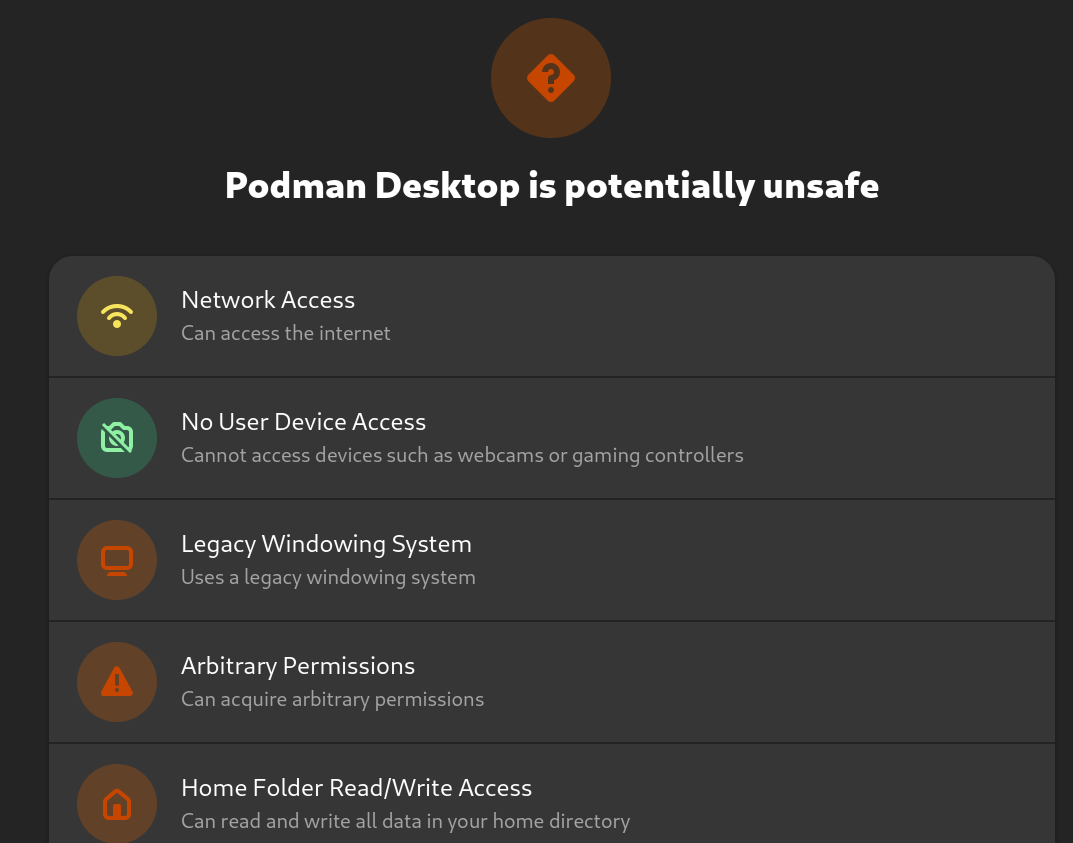 Podman Desktop is potentially unsafe
Network Access
Can access the internet
No User Device Access
Cannot access devices such as webcams or gaming controllers
Legacy Windowing System
Uses a legacy windowing system
Arbitrary Permissions
Can acquire arbitrary permissions
Home Folder Read/Write Access
Can read and write all data in your home directory